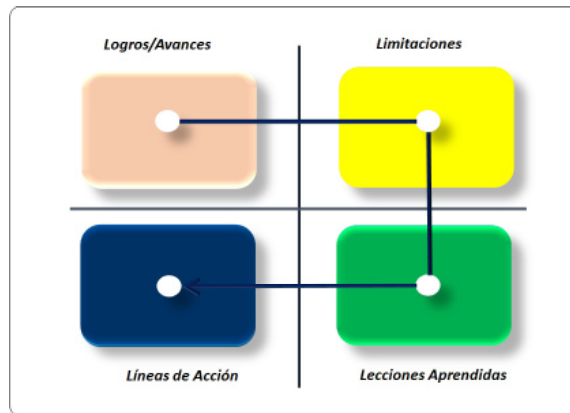 Logros/Avances
Limitaciones
Líneas de Acción
Lecciones Aprendidas